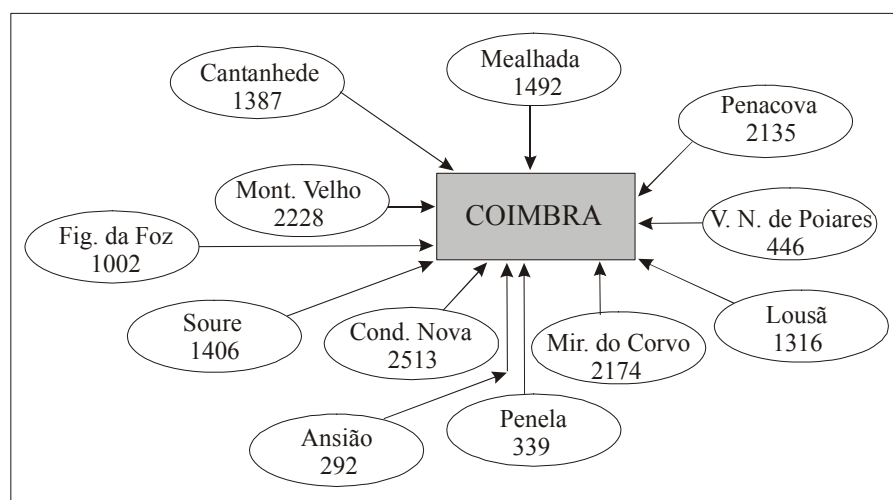 Cantanhede
1387
Mealhada
1492
Penacova
2135
Mont. Velho
2228
COIMBRA
V. N. de Poiares
446
Fig. da Foz
1002
Soure
1406
Cond. Nova
2513
Mir. do Corvo
2174
Lousã
1316
Ansião
292
Penela
339